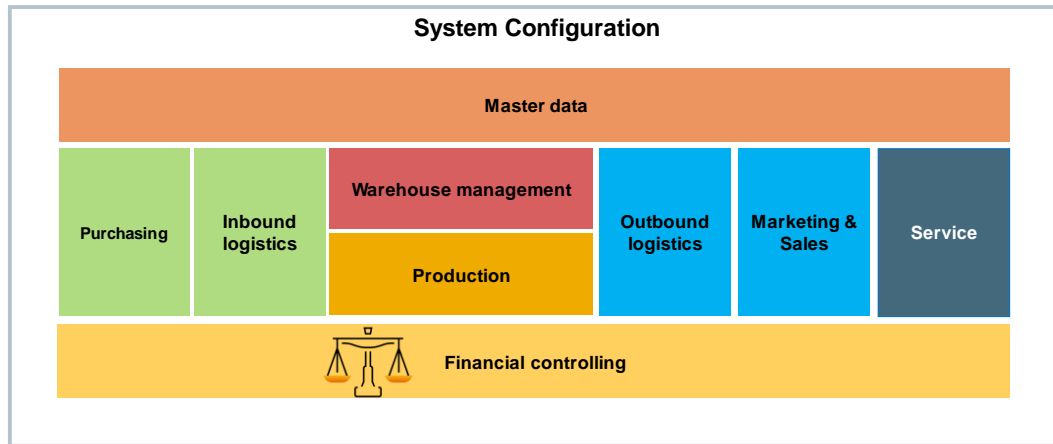 System Configuration
Master data
Purchasing
Inbound
logistics
Warehouse management
Production
Outbound
logistics
Marketing &
Sales
Service
Financial controlling